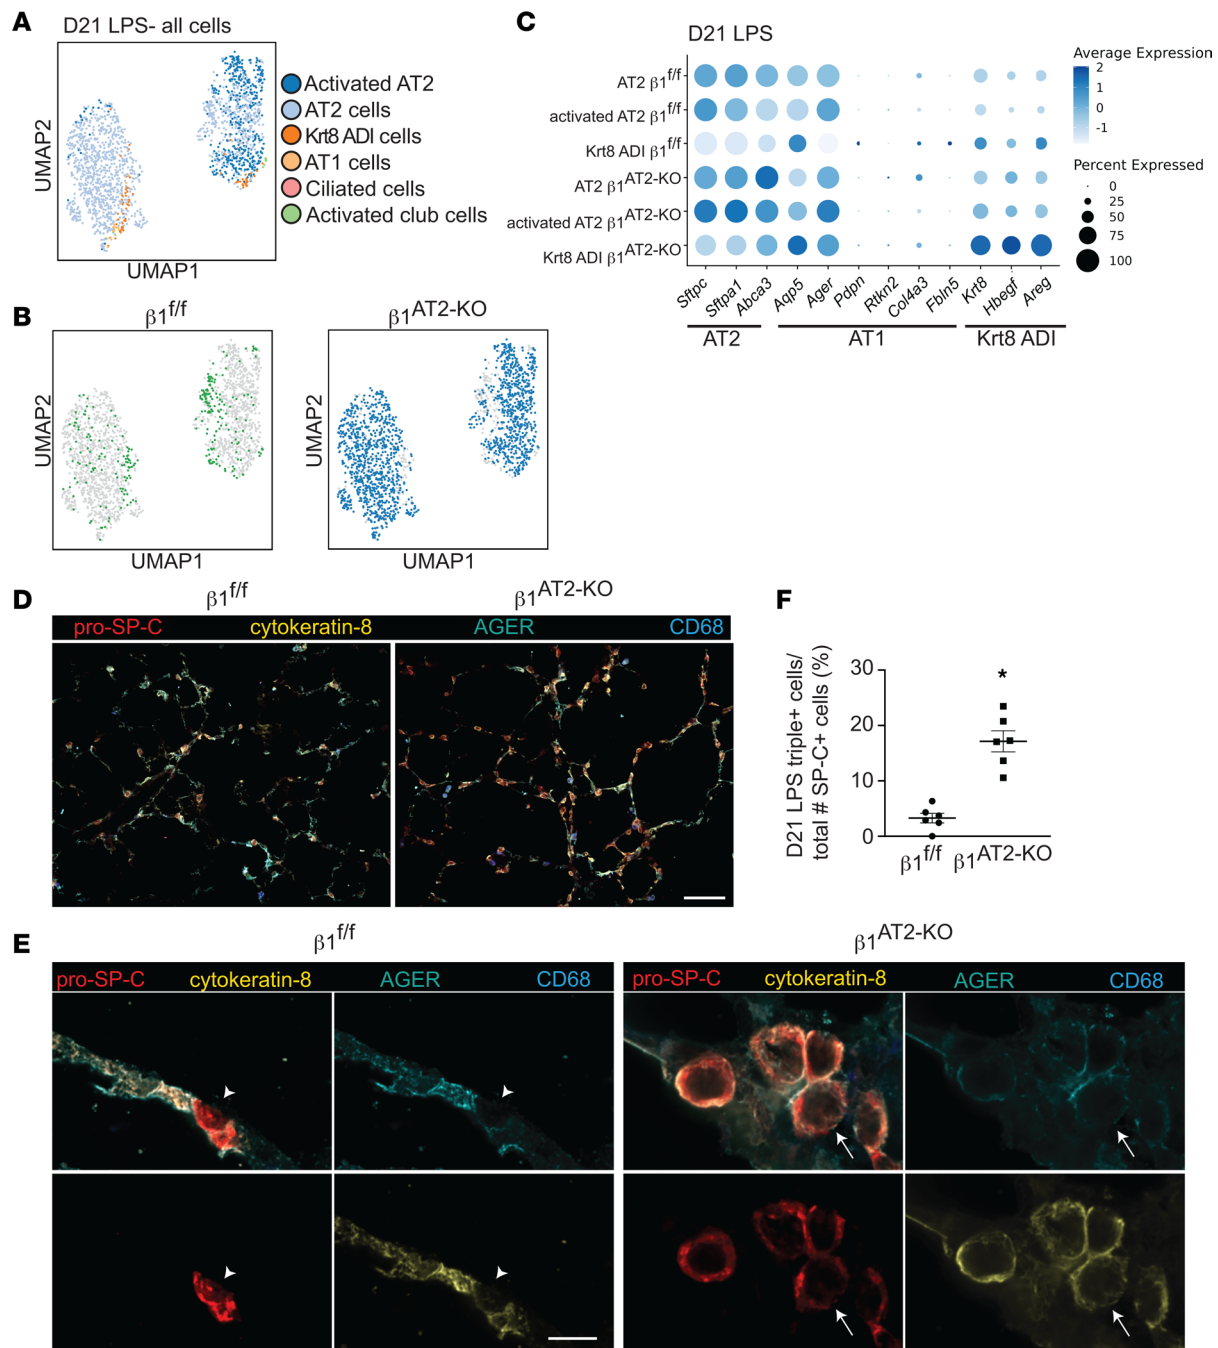 A
D21 LPS- all cells
UMAP2
UMAP1
Activated AT2
AT2 cells
Krt8 ADI cells
AT1 cells
Ciliated cells
Activated club cells
B
β1f/f
β1AT2-KO
UMAP2
UMAP1
UMAP2
UMAP1
C
D21 LPS
AT2 β1f/f
activated AT2 β1f/f
Krt8 ADI β1f/f
AT2 β1AT2-KO
activated AT2 β1AT2-KO
Krt8 ADI β1AT2-KO
Sftpc
Sftpa1
Abca3
Aqp5
Ager
Pdpn
Rtkn2
Col4a3
Fbln5
Krt8
Hbegf
Areg
AT2
AT1
Krt8 ADI
Average Expression
2
1
0
-1
Percent Expressed
0
25
50
75
100
D
β1f/f
β1AT2-KO
pro-SP-C cytokeratin-8 AGER CD68
F
D21 LPS triple+ cells/
total # SP-C+ cells (%)
30
20
10
0
*
β1f/f
β1AT2-KO
E
β1f/f
β1AT2-KO
pro-SP-C cytokeratin-8 AGER CD68
pro-SP-C cytokeratin-8 AGER CD68